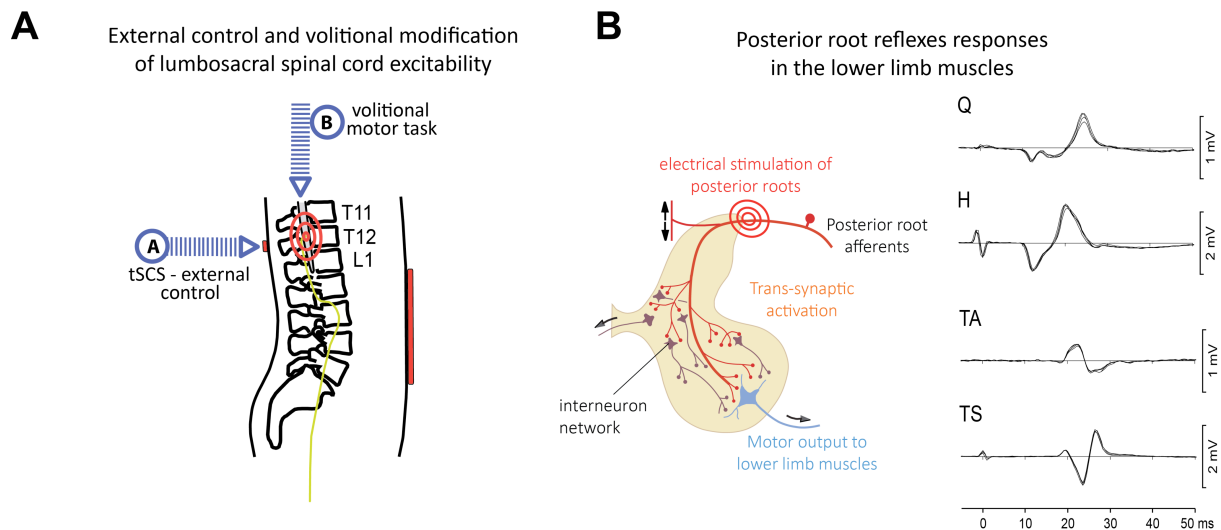 A
External control and volitional modification
of lumbosacral spinal cord excitability
B
volitional
motor task
T11
T12
L1
A
tSCS - external
control
B
Posterior root reflexes responses
in the lower limb muscles
electrical stimulation of
posterior roots
Posterior root
afferents
Trans-synaptic
activation
interneuron
network
Motor output to
lower limb muscles
Q
1 mV
H
2 mV
TA
1 mV
TS
2 mV
0 10 20 30 40 50 ms